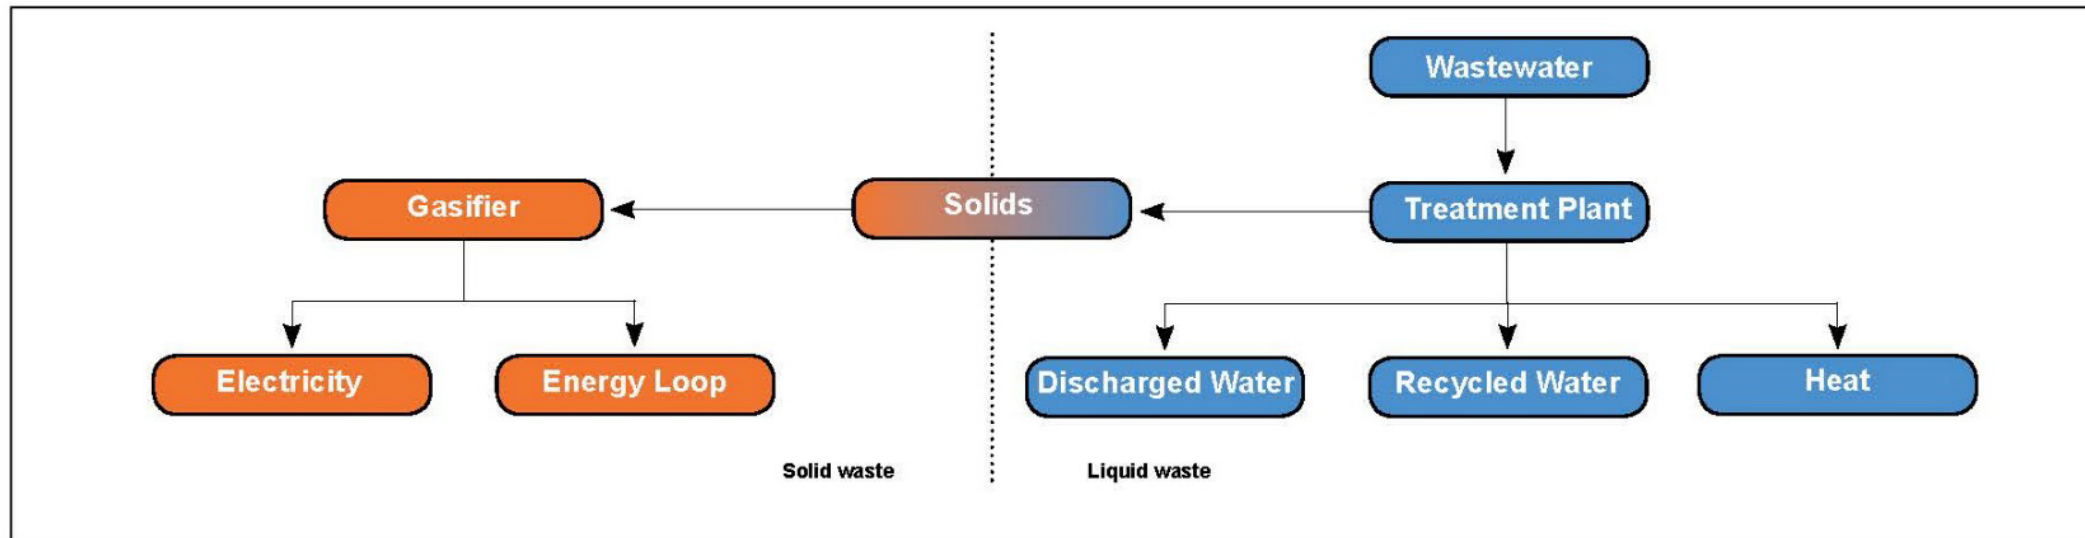 Wastewater
Gasifier
Solids
Treatment Plant
Electricity
Energy Loop
Discharged Water
Recycled Water
Heat
Solid waste
Liquid waste